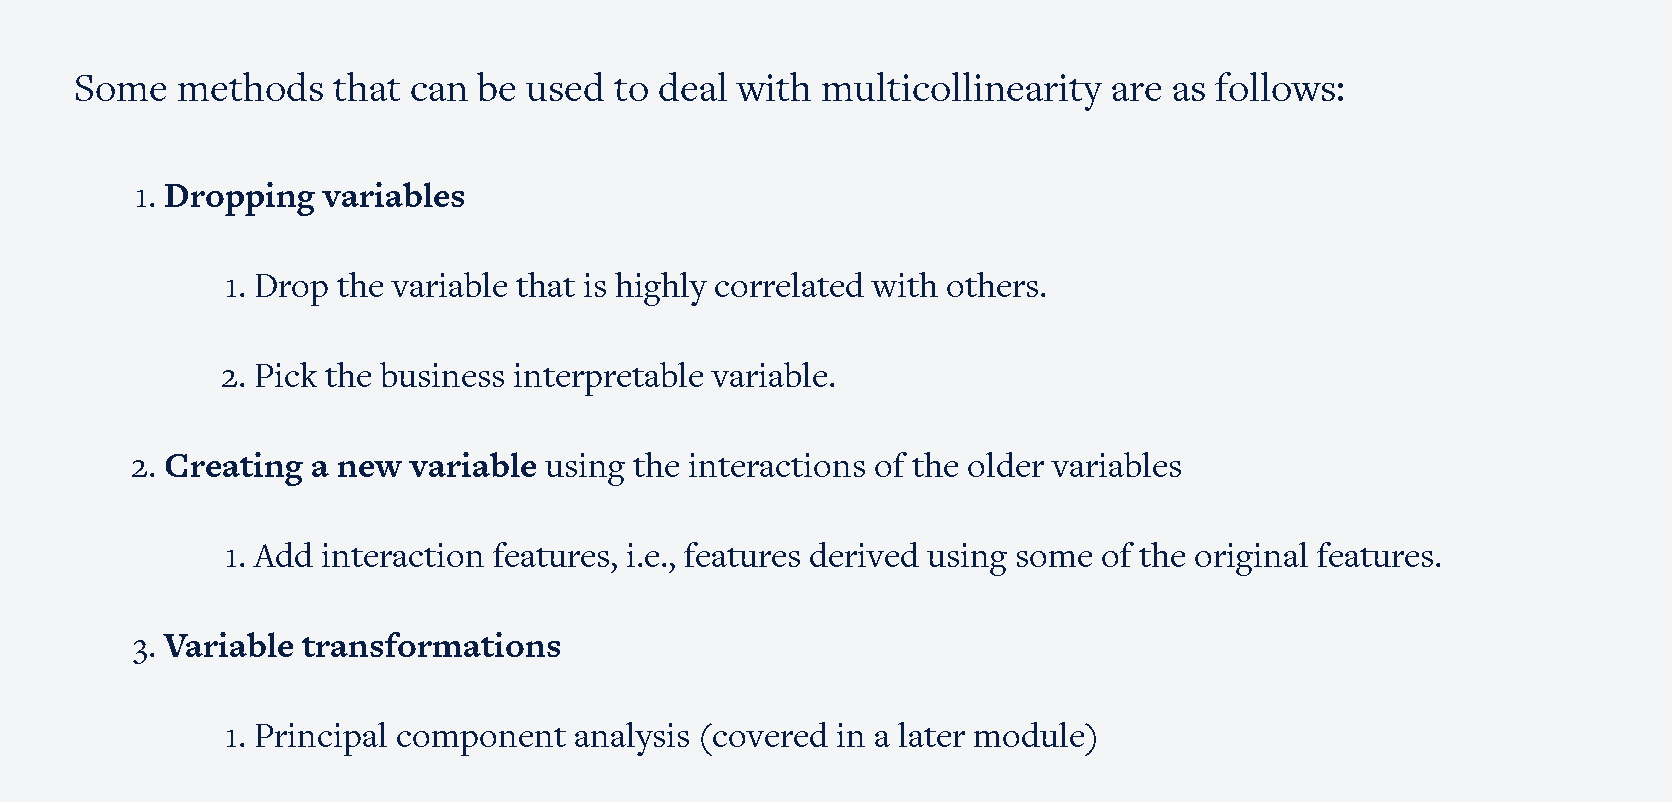 Some methods that can be used to deal with multicollinearity are as follows:
1. Dropping variables
1. Drop the variable that is highly correlated with others.
2. Pick the business interpretable variable.
2. Creating a new variable using the interactions of the older variables
1. Add interaction features, i.e., features derived using some of the original features.
3. Variable transformations
1. Principal component analysis (covered in a later module)